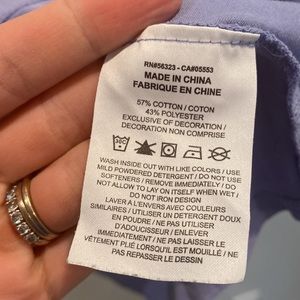 RN#56323 - CA#05553
MADE IN CHINA
FABRIQUE EN CHINE
57% COTTON / COTON
43% POLYESTER
EXCLUSIVE OF DECORATION /
DECORATION NON COMPRISE
WASH INSIDE OUT WITH LIKE COLORS / USE
MILD POWDERED DETERGENT / DO NOT USE
SOFTENERS / REMOVE IMMEDIATELY / DO
NOT ALLOW TO LAY ON ITSELF WHEN WET /
DO NOT IRON DESIGN
LAVER A L'ENVERS AVEC DES COULEURS
SIMILAIRES / UTILISER UN DETERGENT DOUX
EN POUDRE / NE PAS UTILISER
D'ADOUCISSEUR / ENLEVER
IMMEDIATEMENT / NE PAS LAISSER LE
VÊTEMENT PLIÉ LORSQU'IL EST MOUILLÉ / NE
PAS REPASSER LE DESSIN